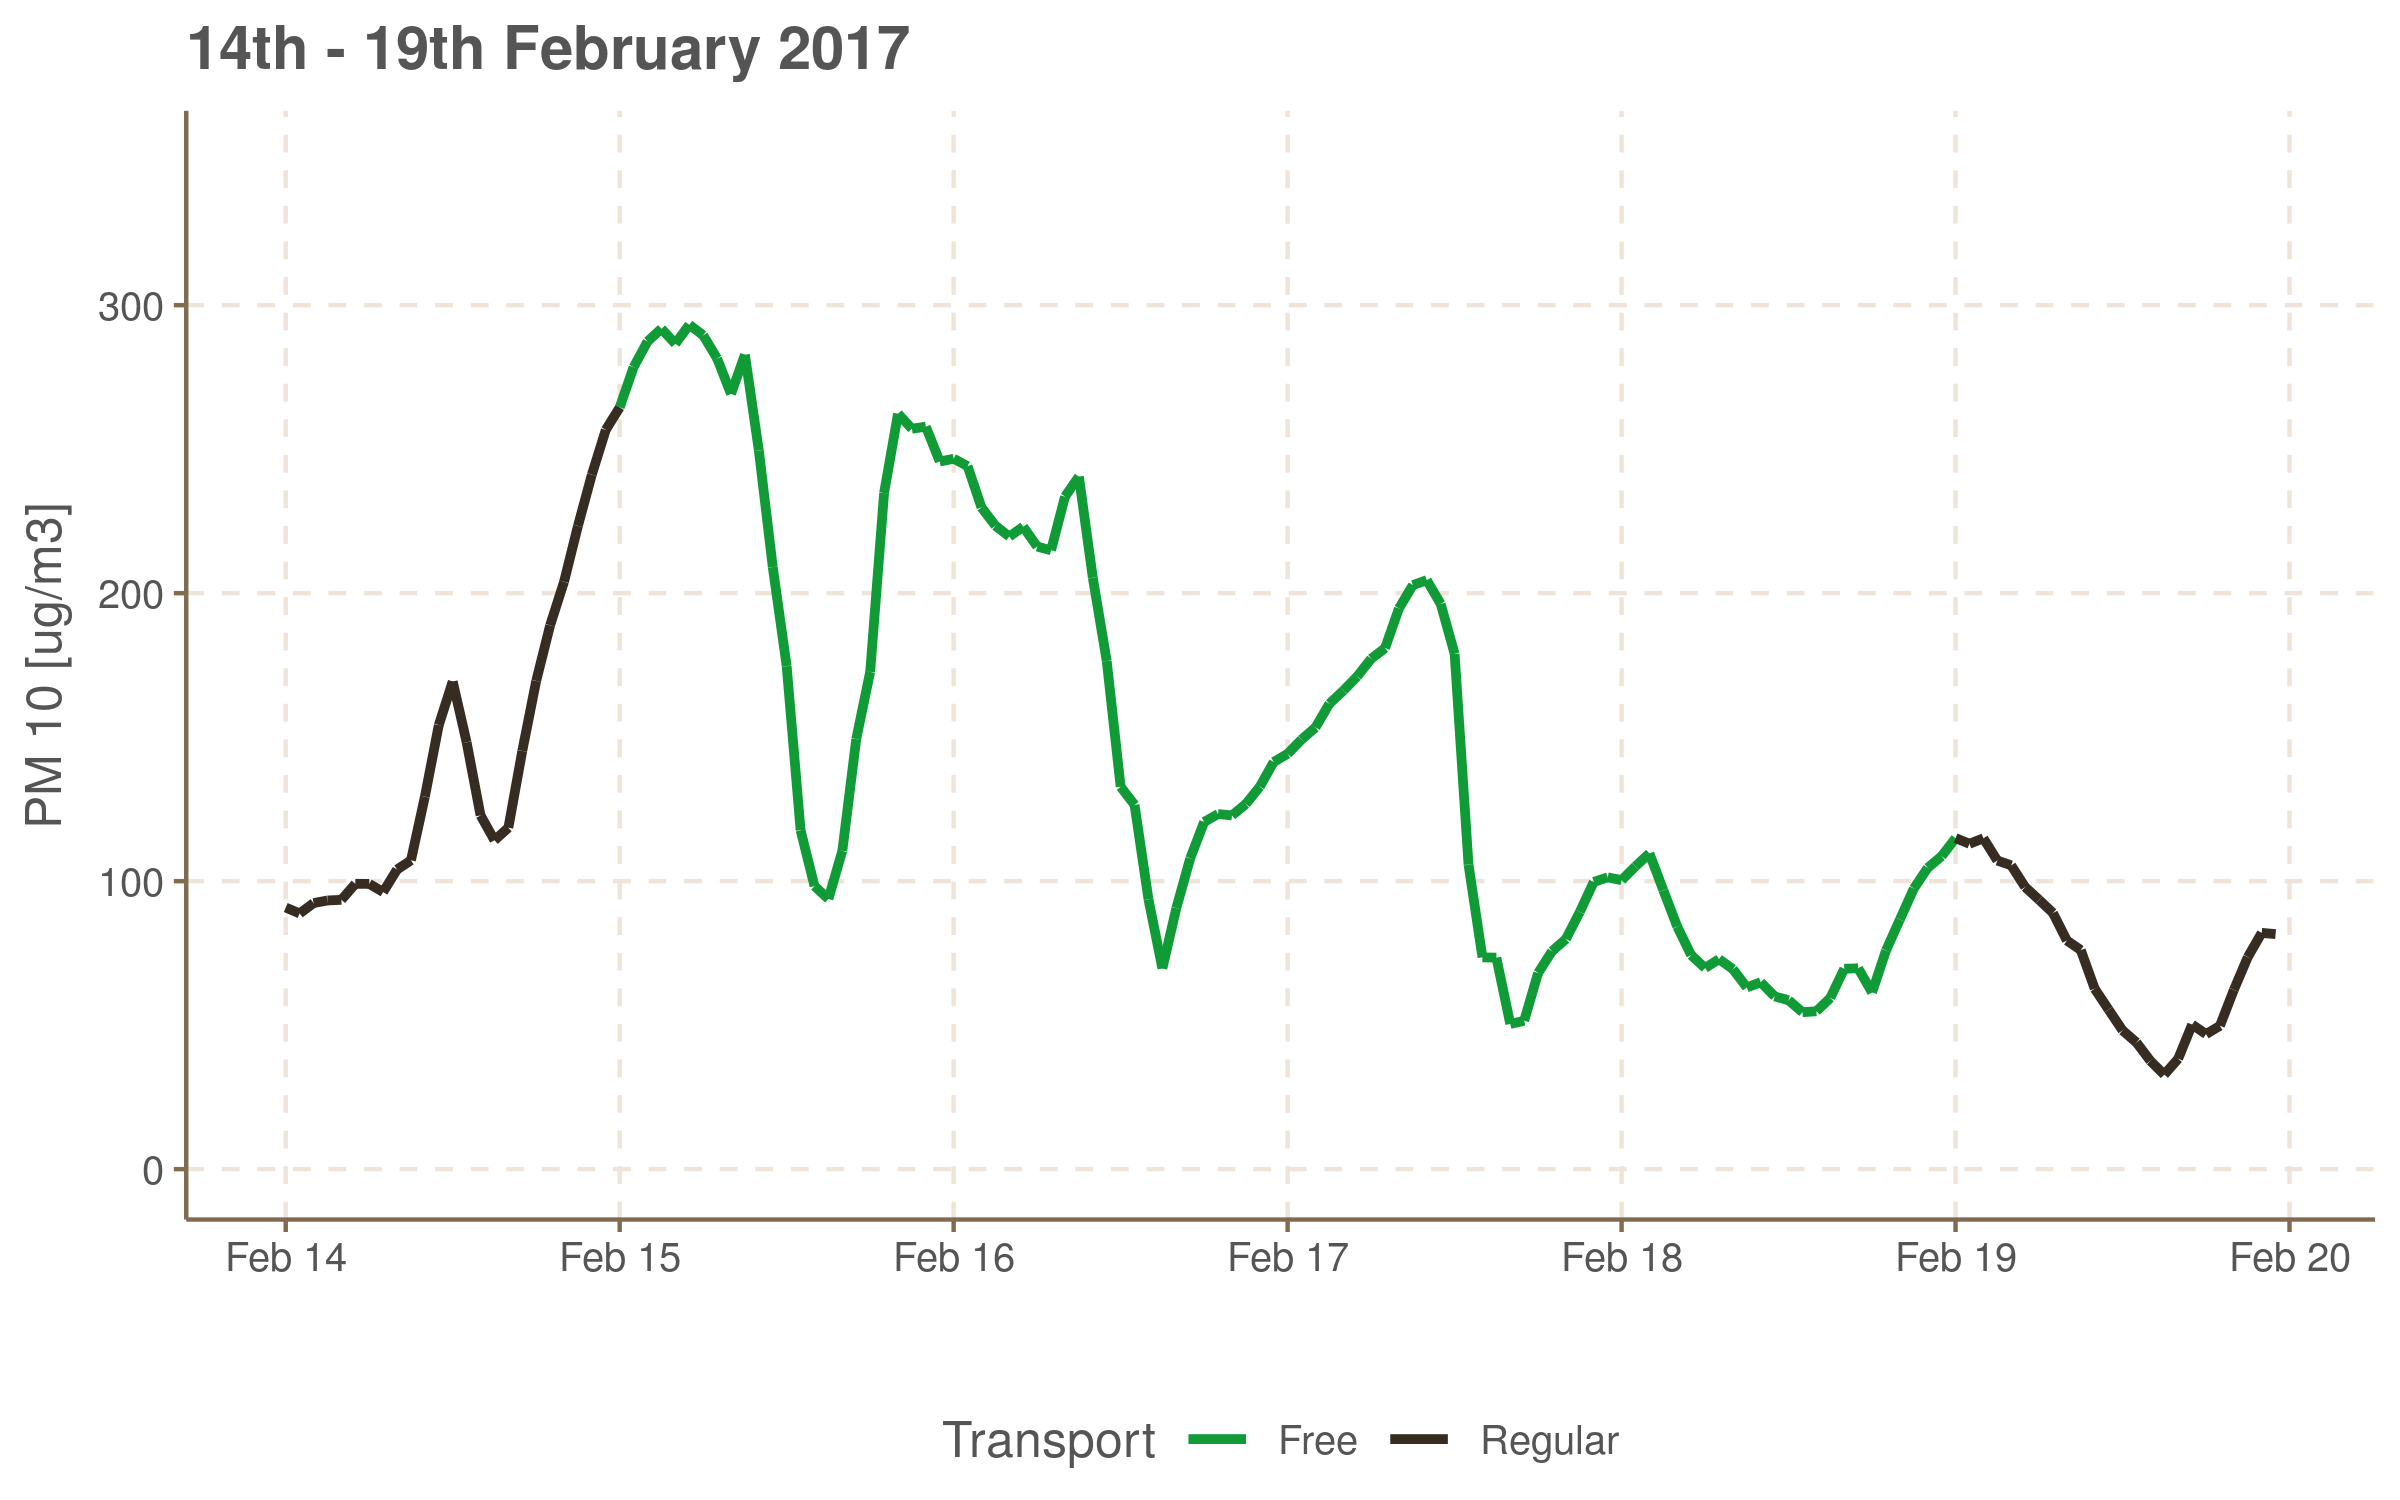 14th - 19th February 2017
PM 10 [ug/m3]
300
200
100
0
Feb 14 Feb 15 Feb 16 Feb 17 Feb 18 Feb 19 Feb 20
Transport Free Regular